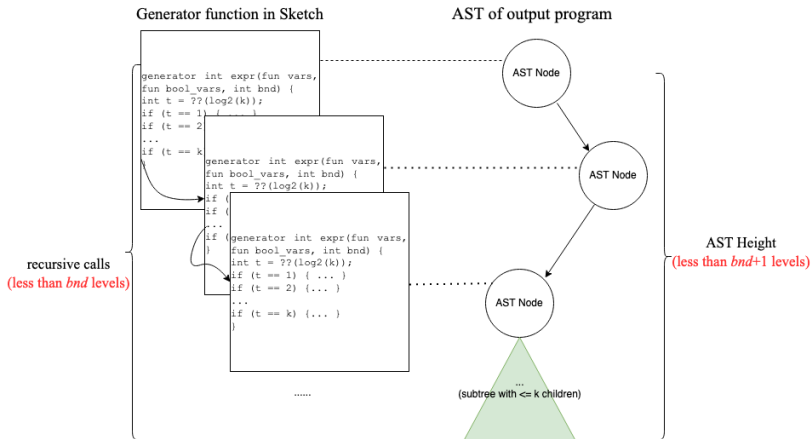 Generator function in Sketch
AST of output program
generator int expr(fun vars,
fun bool_vars, int bnd) {
int t = ??(log2(k));
if (t == 1) { ... }
if (t == 2
...
if (t == k
}
generator int expr(fun vars,
fun bool_vars, int bnd) {
int t = ??(log2(k));
if (
if (
...
if (
}
generator int expr(fun vars,
fun bool_vars, int bnd) {
int t = ??(log2(k));
if (t == 1) { ... }
if (t == 2) {... }
...
if (t == k) {... }
}
......
recursive calls
(less than bnd levels)
AST Node
AST Node
AST Node
...
(subtree with <= k children)
AST Height
(less than bnd+1 levels)